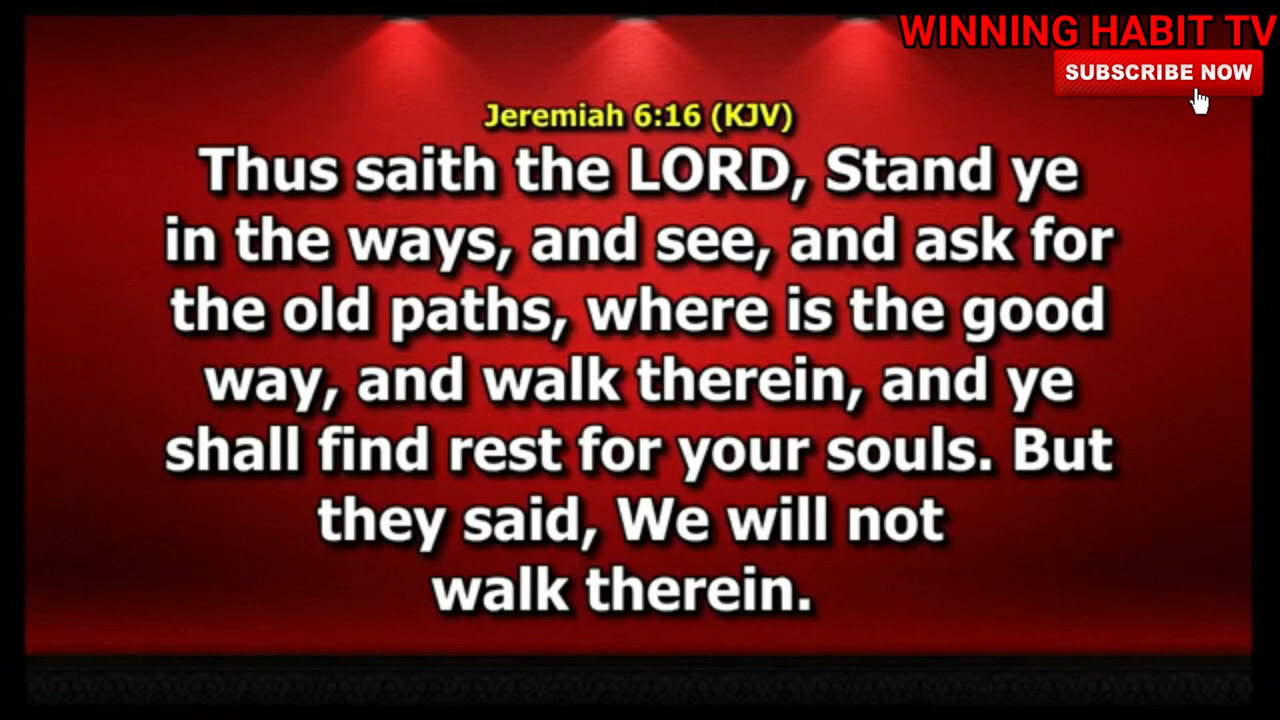 WINNING HABIT TV
SUBSCRIBE NOW
Jeremiah 6:16 (KJV)
Thus saith the LORD, Stand ye
in the ways, and see, and ask for
the old paths, where is the good
way, and walk therein, and ye
shall find rest for your souls. But
they said, We will not
walk therein.